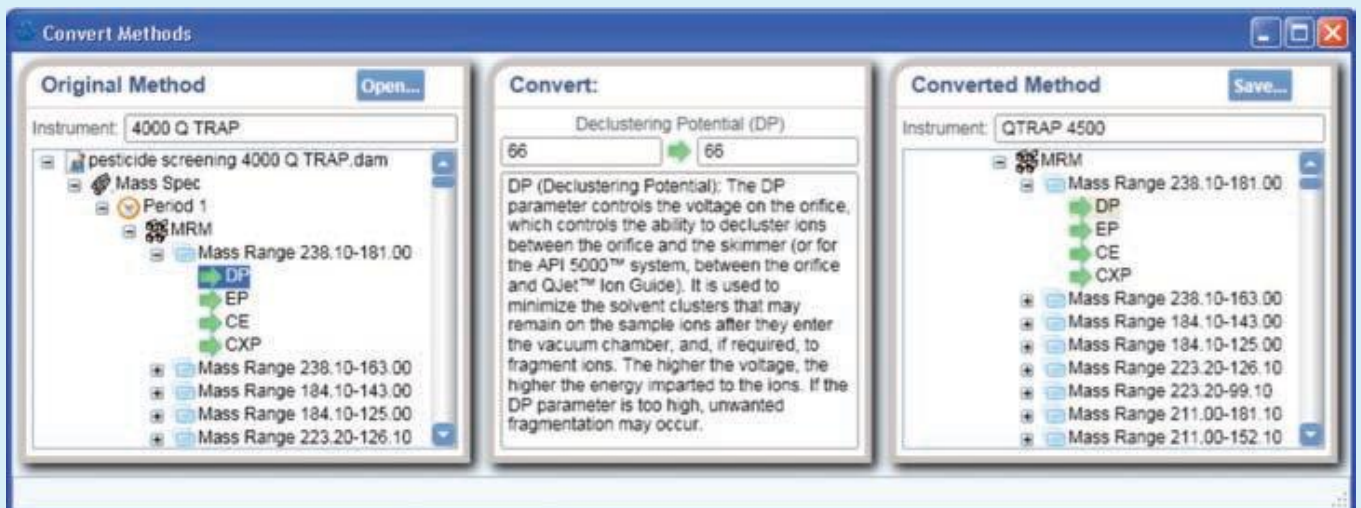 Convert Methods
Original Method
Open...
Instrument: 4000 Q TRAP
pesticide screening 4000 Q TRAP.dam
Mass Spec
Period 1
MRM
Mass Range 238.10-181.00
DP
EP
CE
CXP
Mass Range 238.10-163.00
Mass Range 184.10-143.00
Mass Range 184.10-125.00
Mass Range 223.20-126.10
Convert:
Declustering Potential (DP)
66 66
DP (Declustering Potential): The DP
parameter controls the voltage on the orifice,
which controls the ability to decluster ions
between the orifice and the skimmer (or for
the API 5000™ system, between the orifice
and QJet™ Ion Guide). It is used to
minimize the solvent clusters that may
remain on the sample ions after they enter
the vacuum chamber, and, if required, to
fragment ions. The higher the voltage, the
higher the energy imparted to the ions. If the
DP parameter is too high, unwanted
fragmentation may occur.
Converted Method
Save...
Instrument: QTRAP 4500
MRM
Mass Range 238.10-181.00
DP
EP
CE
CXP
Mass Range 238.10-163.00
Mass Range 184.10-143.00
Mass Range 184.10-125.00
Mass Range 223.20-126.10
Mass Range 223.20-99.10
Mass Range 211.00-181.10
Mass Range 211.00-152.10